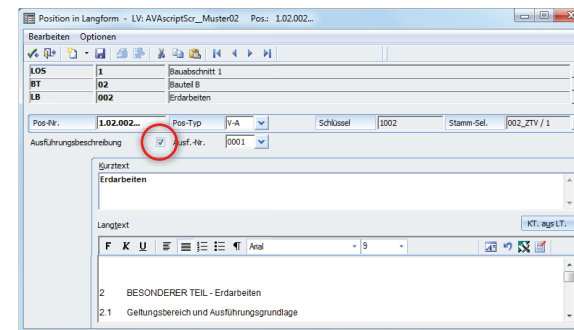 Position in Langform - LV: AVAscriptScr__Muster02 Pos.: 1.02.002...
Bearbeiten Optionen
LOS 1 Bauabschnitt 1
BT 02 Bauteil B
LB 002 Erdarbeiten
Pos-Nr. 1.02.002... Pos-Typ V-A Schlüssel 1002 Stamm-Sel. 002_ZTV / 1
Ausführungsbeschreibung Ausf.-Nr. 0001
Kurztext
Erdarbeiten
Langtext KT. aus LT.
F K U Arial 9
2 BESONDERER TEIL - Erdarbeiten
2.1 Geltungsbereich und Ausführungsgrundlage